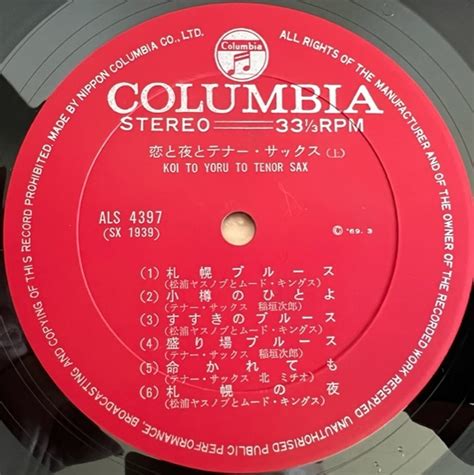 MADE BY NIPPON COLUMBIA CO., LTD. ALL RIGHTS OF THE MANUFACTURER AND OF THE OWNER OF THE RECORDED WORK RESERVED UNAUTHORISED PUBLIC PERFORMANCE, BROADCASTING AND COPYING OF THIS RECORD PROHIBITED.
Columbia
COLUMBIA
STEREO 33⅓RPM
恋と夜とテナー・サックス(上)
KOI TO YORU TO TENOR SAX
ALS 4397
(SX 1939)
Ⓒ '69. 3
(1) 札幌ブルース
(松浦ヤスノブとムード・キングス)
(2) 小樽のひとよ
(テナー・サックス 稲垣次郎)
(3) すすきのブルース
(松浦ヤスノブとムード・キングス)
(4) 盛り場ブルース
(テナー・サックス 稲垣次郎)
(5) 命かれても
(テナー・サックス 北 ミチオ)
(6) 札幌の夜
(松浦ヤスノブとムード・キングス)